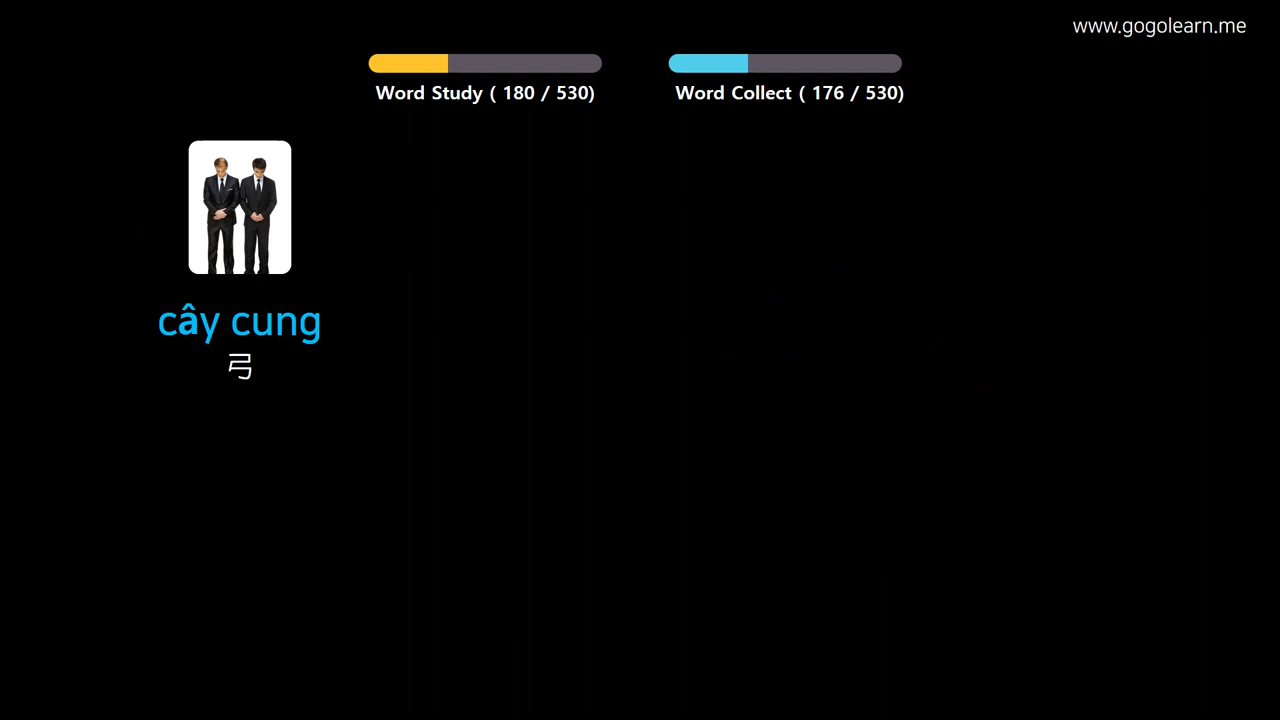 www.gogolearn.me
Word Study ( 180 / 530)
Word Collect ( 176 / 530)
cây cung
弓